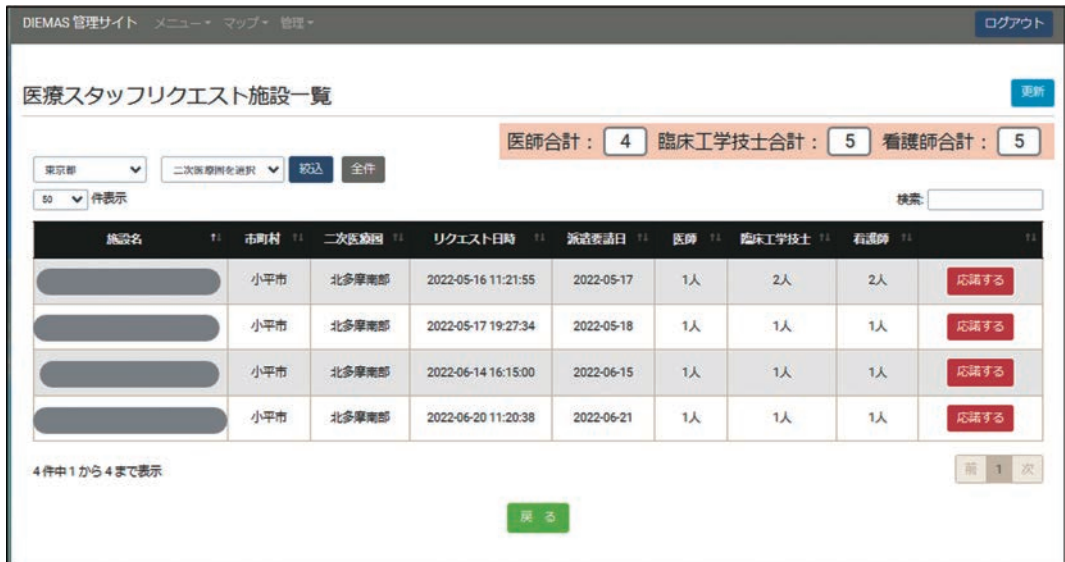 DIEMAS 管理サイト メニュー マップ 管理 ログアウト
医療スタッフリクエスト施設一覧 更新
医師合計： 4 臨床工学技士合計： 5 看護師合計： 5
東京都 二次医療圏を選択 絞込 全件
50 件表示 検索:
施設名 市町村 二次医療圏 リクエスト日時 派遣要請日 医師 臨床工学技士 看護師
小平市 北多摩南部 2022-05-16 11:21:55 2022-05-17 1人 2人 2人 応諾する
小平市 北多摩南部 2022-05-17 19:27:34 2022-05-18 1人 1人 1人 応諾する
小平市 北多摩南部 2022-06-14 16:15:00 2022-06-15 1人 1人 1人 応諾する
小平市 北多摩南部 2022-06-20 11:20:38 2022-06-21 1人 1人 1人 応諾する
4 件中 1 から 4 まで表示 前 1 次
戻 る